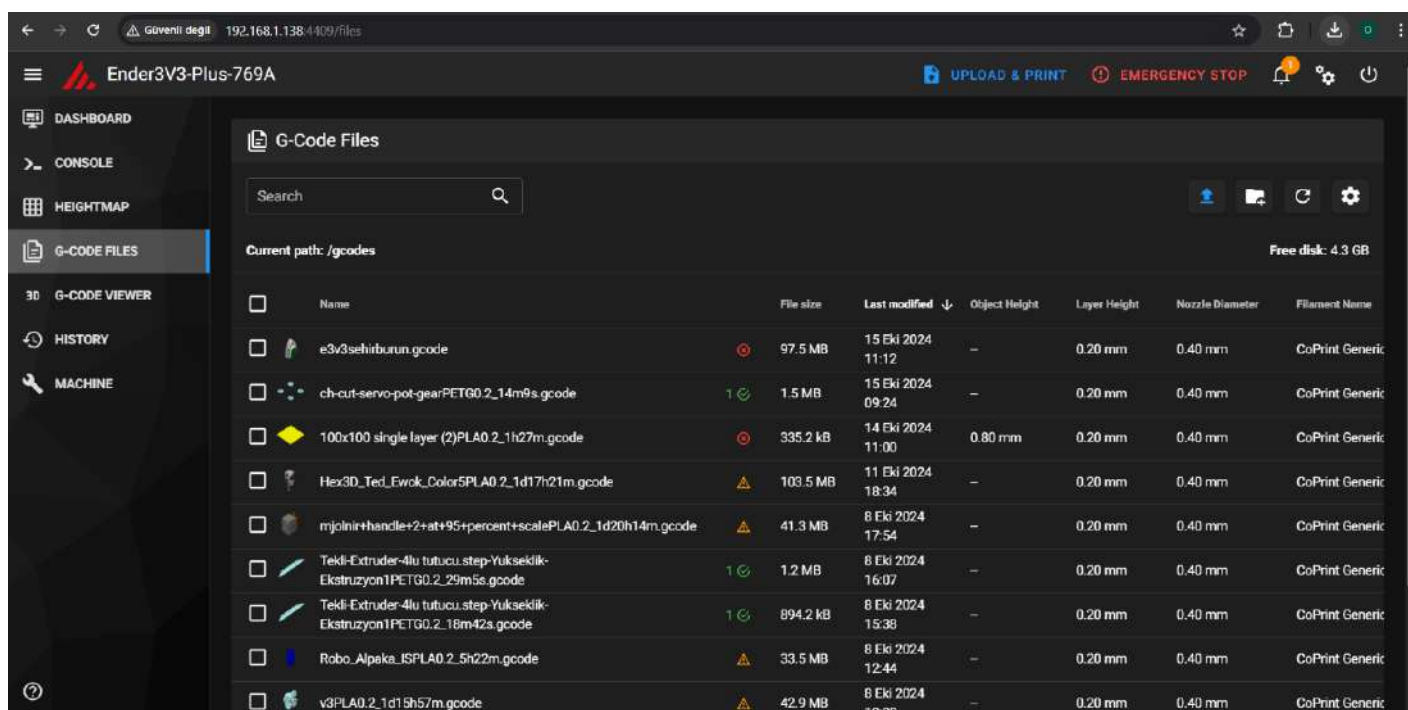 Güvenli değil 192.168.1.138:4409/files
Ender3V3-Plus-769A
UPLOAD & PRINT
EMERGENCY STOP
1
DASHBOARD
CONSOLE
HEIGHTMAP
G-CODE FILES
3D G-CODE VIEWER
HISTORY
MACHINE
G-Code Files
Search
Current path: /gcodes
Free disk: 4.3 GB
Name File size Last modified Object Height Layer Height Nozzle Diameter Filament Name
e3v3sehirburun.gcode 97.5 MB 15 Eki 2024 11:12 – 0.20 mm 0.40 mm CoPrint Generic
ch-cut-servo-pot-gearPETG0.2_14m9s.gcode 1 1.5 MB 15 Eki 2024 09:24 – 0.20 mm 0.40 mm CoPrint Generic
100x100 single layer (2)PLA0.2_1h27m.gcode 335.2 kB 14 Eki 2024 11:00 0.80 mm 0.20 mm 0.40 mm CoPrint Generic
Hex3D_Ted_Ewok_Color5PLA0.2_1d17h21m.gcode 103.5 MB 11 Eki 2024 18:34 – 0.20 mm 0.40 mm CoPrint Generic
mjolnir+handle+2+at+95+percent+scalePLA0.2_1d20h14m.gcode 41.3 MB 8 Eki 2024 17:54 – 0.20 mm 0.40 mm CoPrint Generic
Tekli-Extruder-4lu tutucu.step-Yukseklik-
Ekstruzyon1PETG0.2_29m5s.gcode 1 1.2 MB 8 Eki 2024 16:07 – 0.20 mm 0.40 mm CoPrint Generic
Tekli-Extruder-4lu tutucu.step-Yukseklik-
Ekstruzyon1PETG0.2_18m42s.gcode 1 894.2 kB 8 Eki 2024 15:38 – 0.20 mm 0.40 mm CoPrint Generic
Robo_Alpaka_ISPLA0.2_5h22m.gcode 33.5 MB 8 Eki 2024 12:44 – 0.20 mm 0.40 mm CoPrint Generic
v3PLA0.2_1d15h57m.gcode 42.9 MB 8 Eki 2024 – 0.20 mm 0.40 mm CoPrint Generic